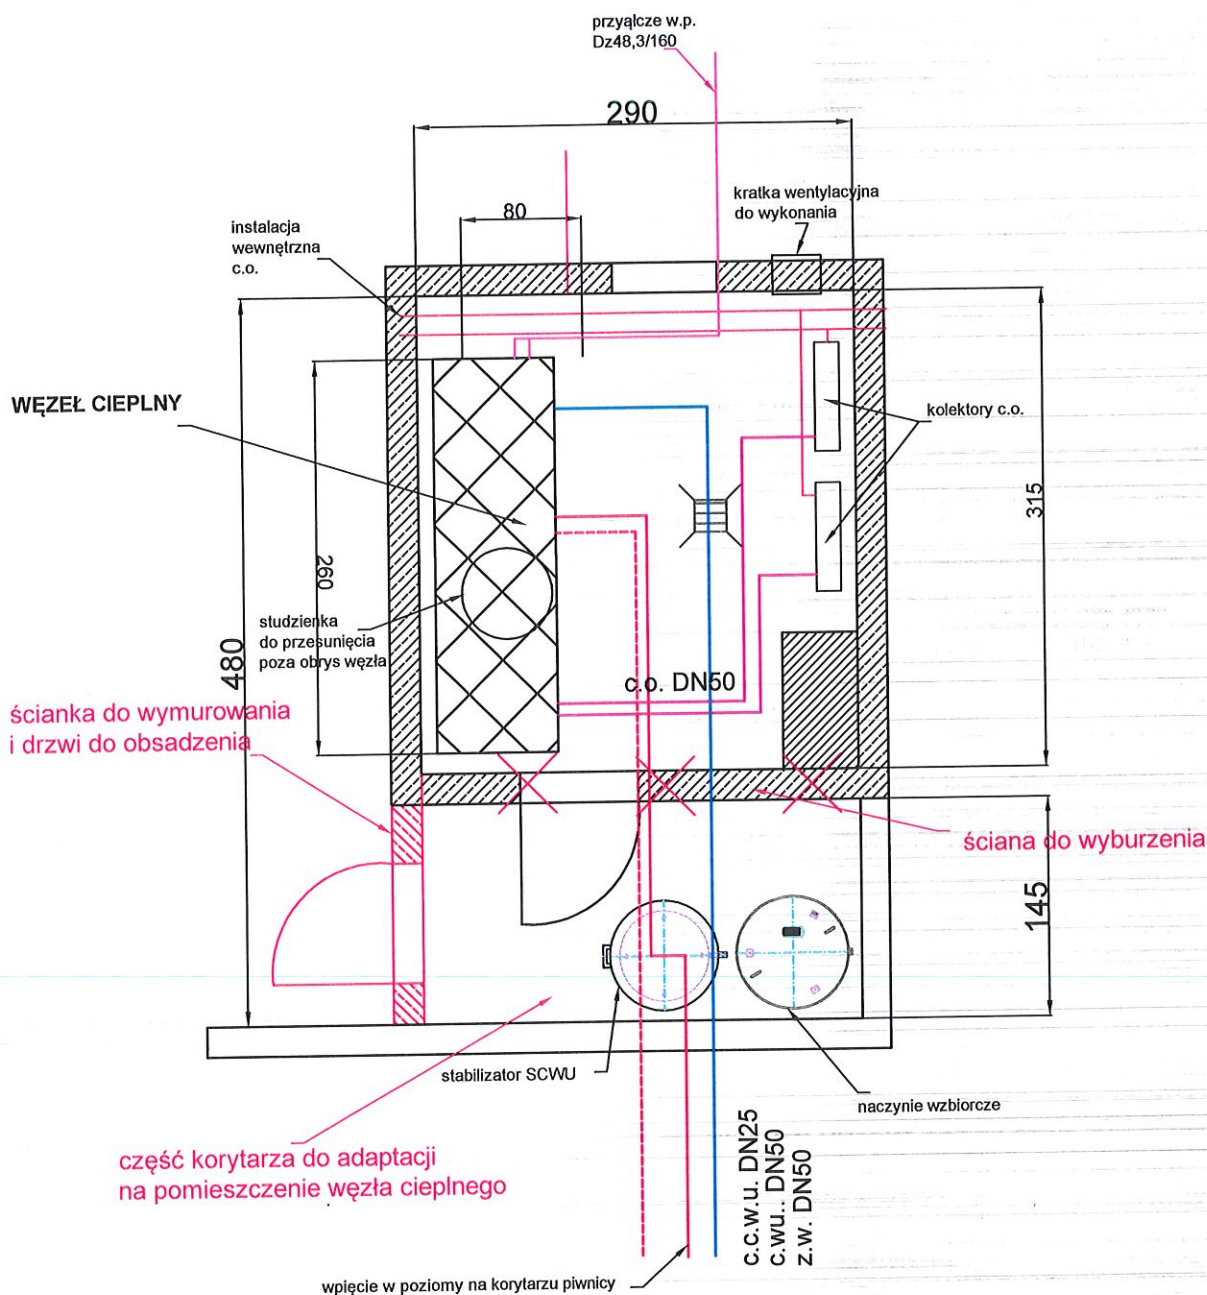 przyąlcze w.p.
Dz48,3/160
290
kratka wentylacyjna
do wykonania
80
instalacja
wewnętrzna
c.o.
WĘZEŁ CIEPLNY
kolektory c.o.
315
260
studzienka
do przesunięcia
poza obrys węzła
480
c.o. DN50
ścianka do wymurowania
i drzwi do obsadzenia
ściana do wyburzenia
145
stabilizator SCWU
naczynie wzbiorcze
część korytarza do adaptacji
na pomieszczenie węzła cieplnego
c.c.w.u. DN25
c.wu.. DN50
z.w. DN50
wpięcie w poziomy na korytarzu piwnicy